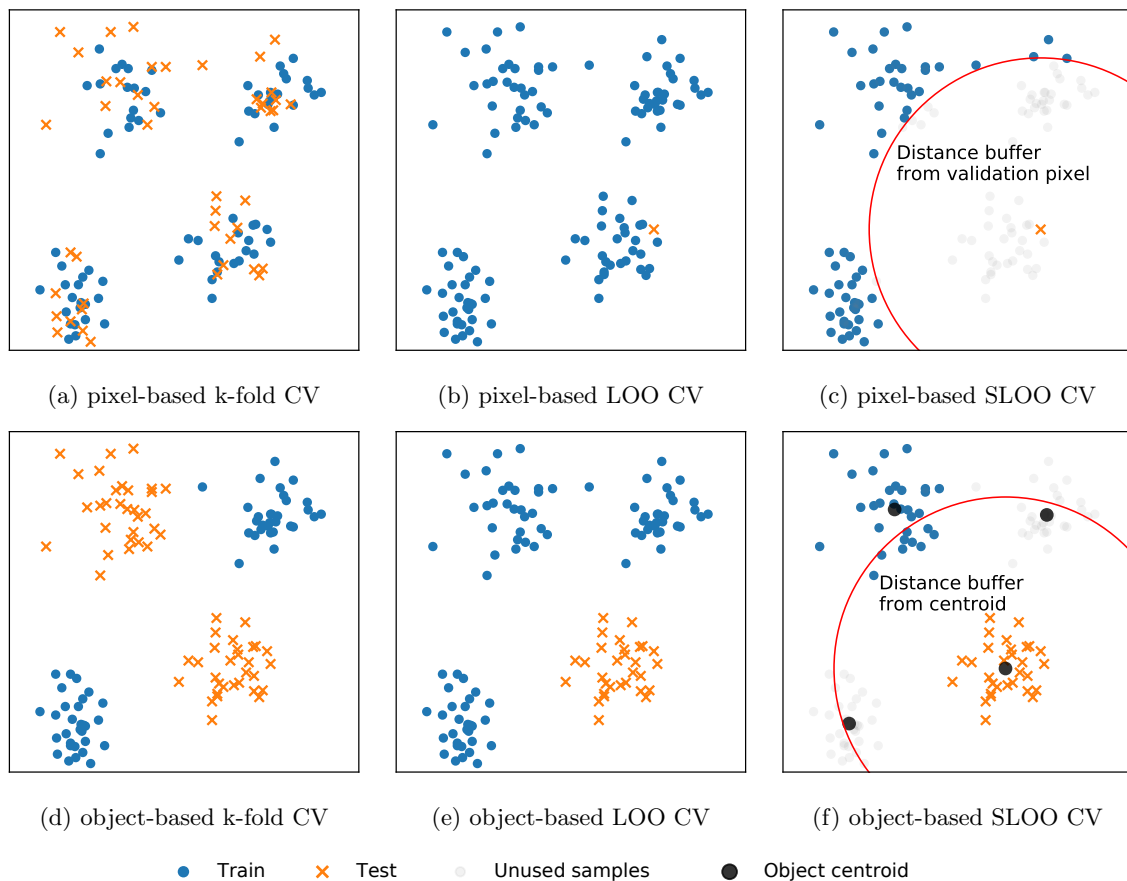 Distance buffer
from validation pixel
(a) pixel-based k-fold CV
(b) pixel-based LOO CV
(c) pixel-based SLOO CV
Distance buffer
from centroid
(d) object-based k-fold CV
(e) object-based LOO CV
(f) object-based SLOO CV
Train
Test
Unused samples
Object centroid